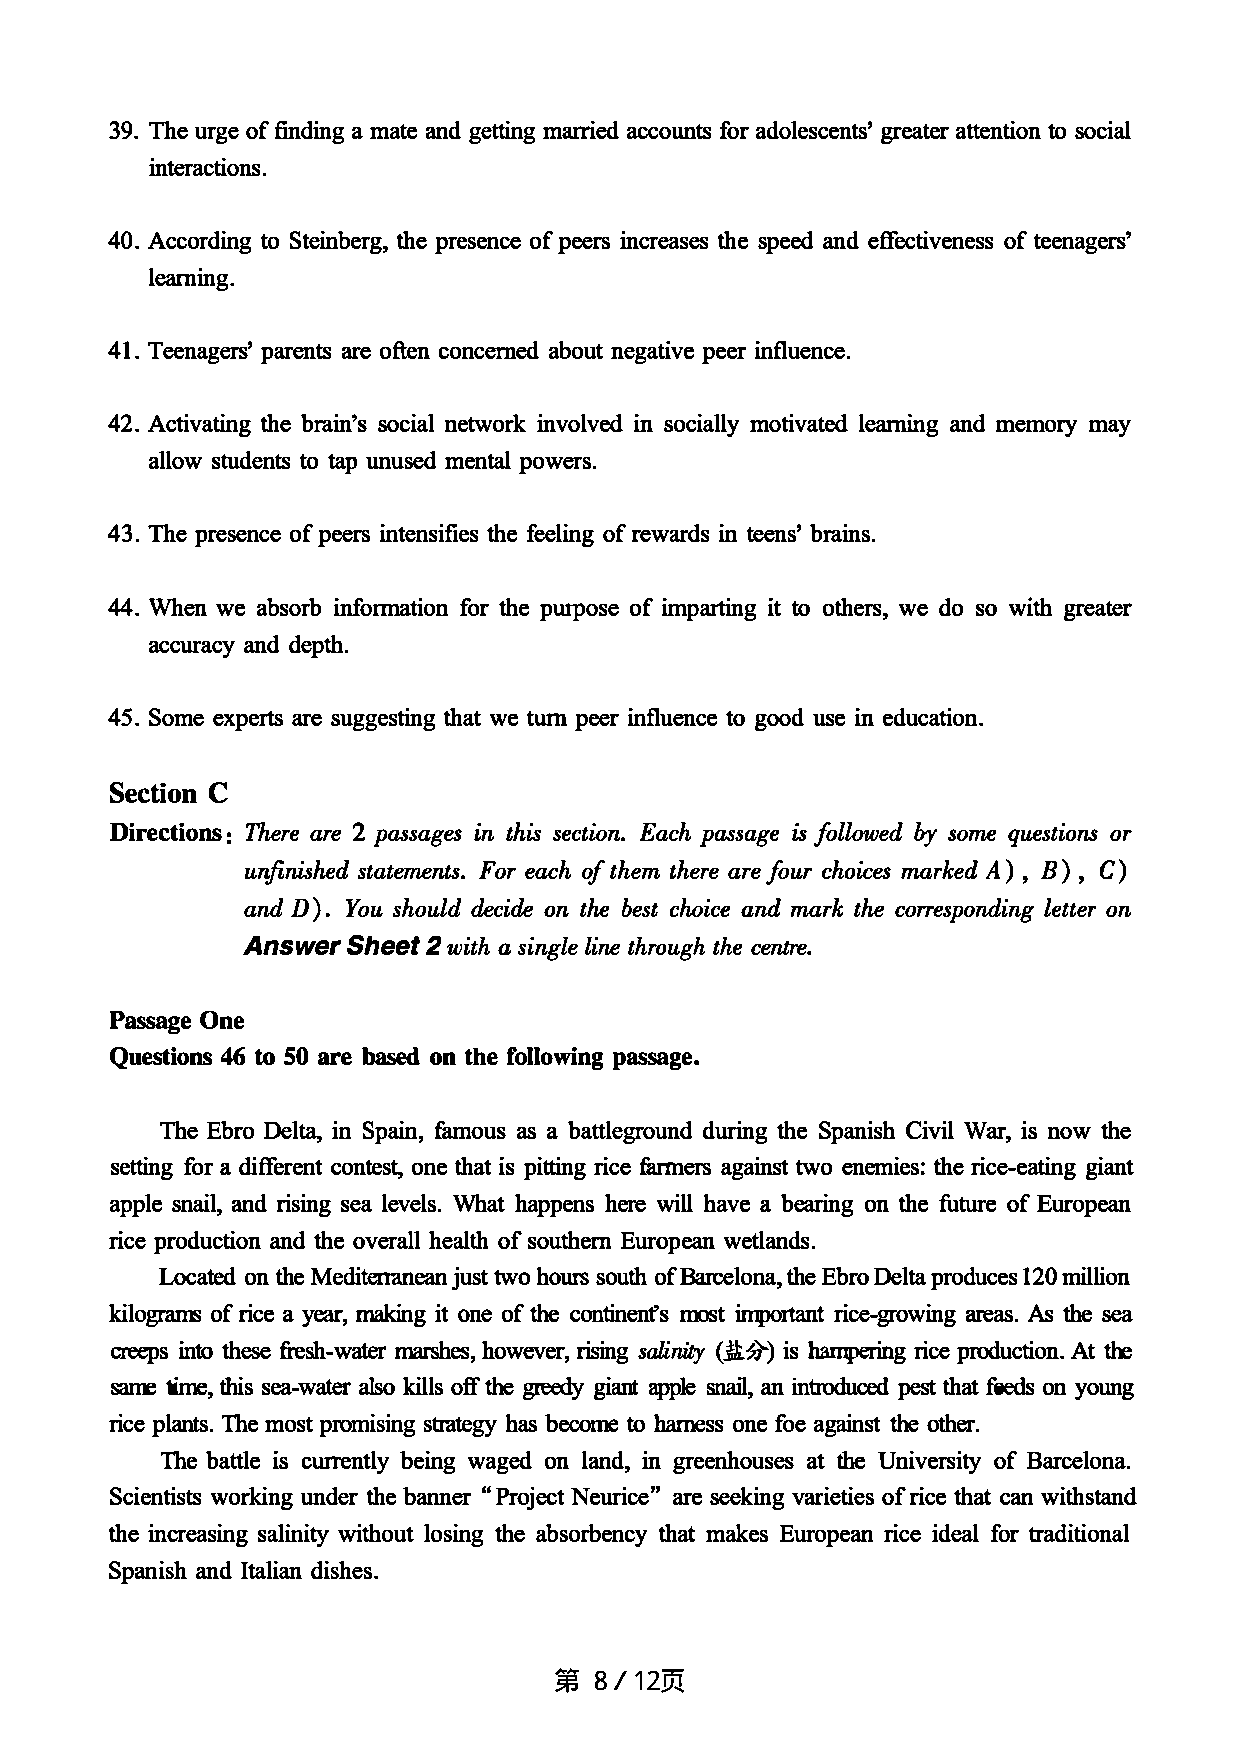 39. The urge of finding a mate and getting married accounts for adolescents’ greater attention to social
interactions.
40. According to Steinberg, the presence of peers increases the speed and effectiveness of teenagers’
learning.
41. Teenagers’ parents are often concerned about negative peer influence.
42. Activating the brain’s social network involved in socially motivated learning and memory may
allow students to tap unused mental powers.
43. The presence of peers intensifies the feeling of rewards in teens’ brains.
44. When we absorb information for the purpose of imparting it to others, we do so with greater
accuracy and depth.
45. Some experts are suggesting that we turn peer influence to good use in education.
Section C
Directions: There are 2 passages in this section. Each passage is followed by some questions or
unfinished statements. For each of them there are four choices marked A), B), C)
and D). You should decide on the best choice and mark the corresponding letter on
Answer Sheet 2 with a single line through the centre.
Passage One
Questions 46 to 50 are based on the following passage.
The Ebro Delta, in Spain, famous as a battleground during the Spanish Civil War, is now the
setting for a different contest, one that is pitting rice farmers against two enemies: the rice-eating giant
apple snail, and rising sea levels. What happens here will have a bearing on the future of European
rice production and the overall health of southern European wetlands.
Located on the Mediterranean just two hours south of Barcelona, the Ebro Delta produces 120 million
kilograms of rice a year, making it one of the continent’s most important rice-growing areas. As the sea
creeps into these fresh-water marshes, however, rising salinity (盐分) is hampering rice production. At the
same time, this sea-water also kills off the greedy giant apple snail, an introduced pest that feeds on young
rice plants. The most promising strategy has become to harness one foe against the other.
The battle is currently being waged on land, in greenhouses at the University of Barcelona.
Scientists working under the banner “Project Neurice” are seeking varieties of rice that can withstand
the increasing salinity without losing the absorbency that makes European rice ideal for traditional
Spanish and Italian dishes.
第 8 / 12页